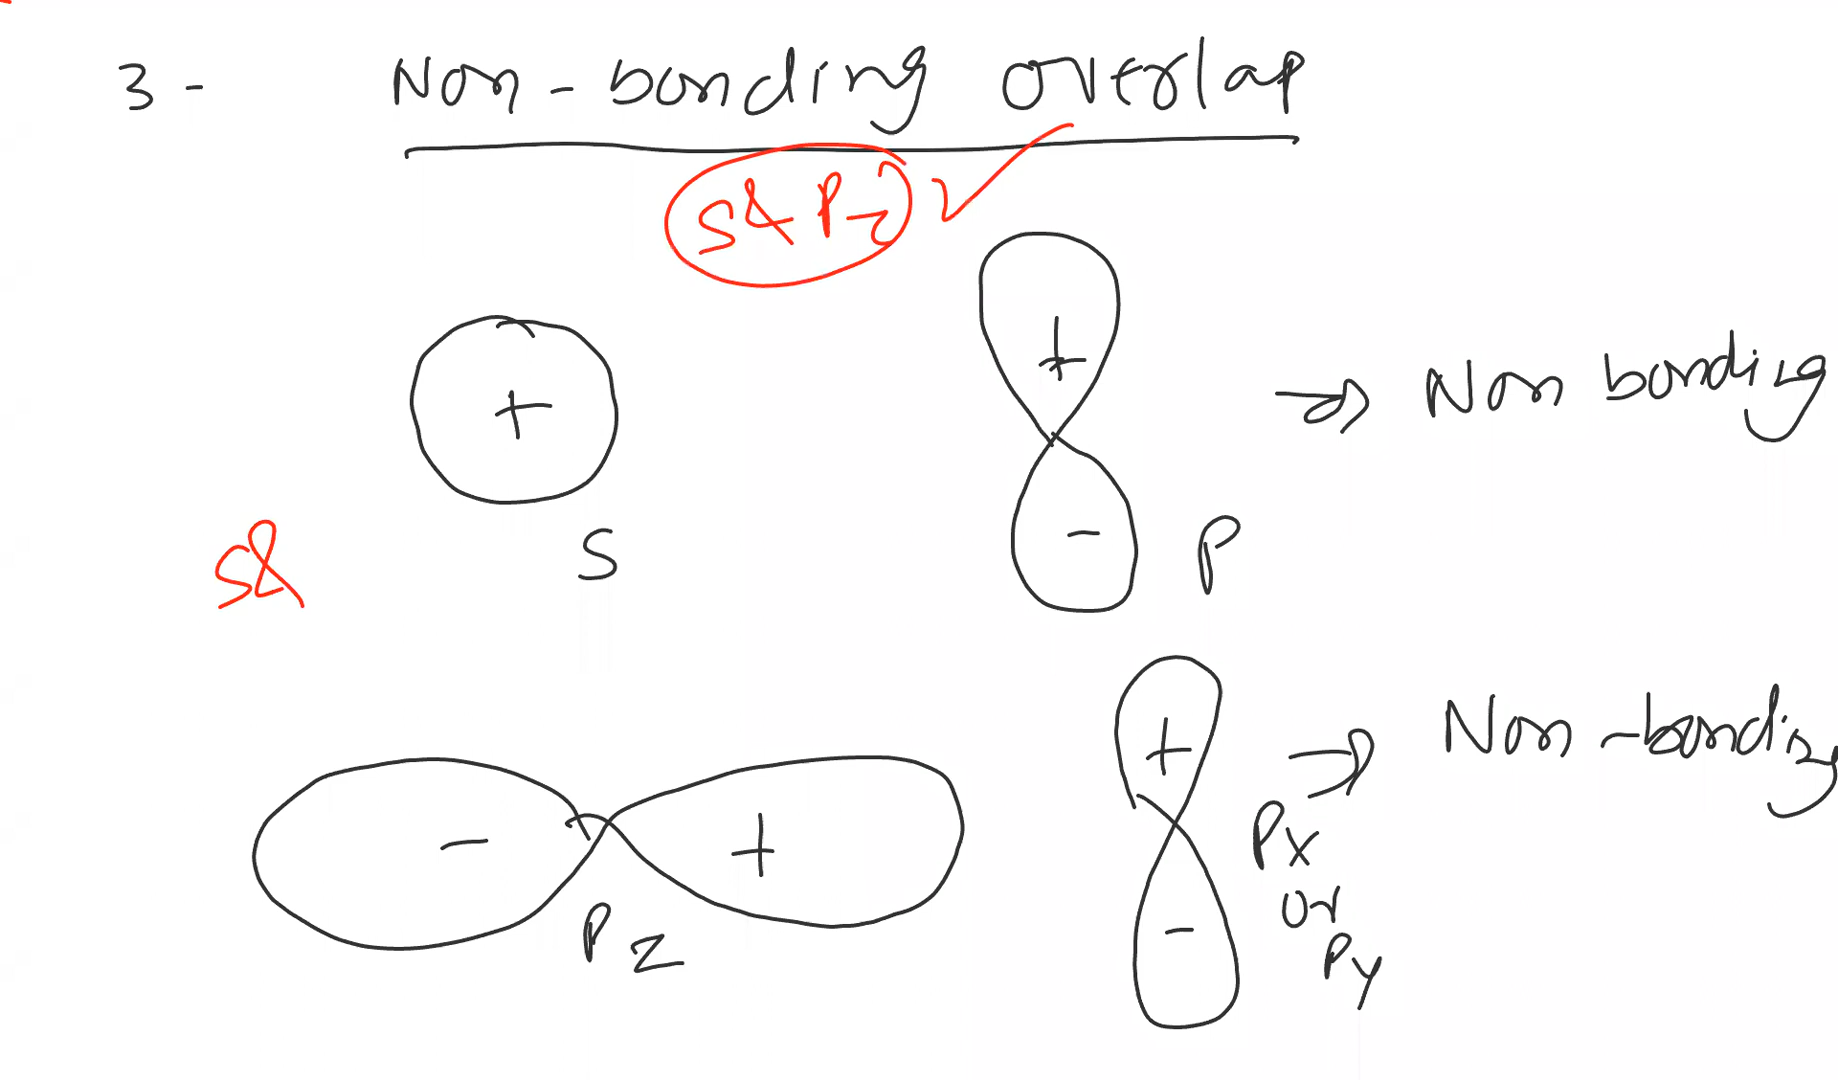 3 - Non-bonding overlap
S & Pz
+
+
→ Non bonding
S&
S
-
P
+
→ Non-bonding
- +
Px
or
Py
Pz
-